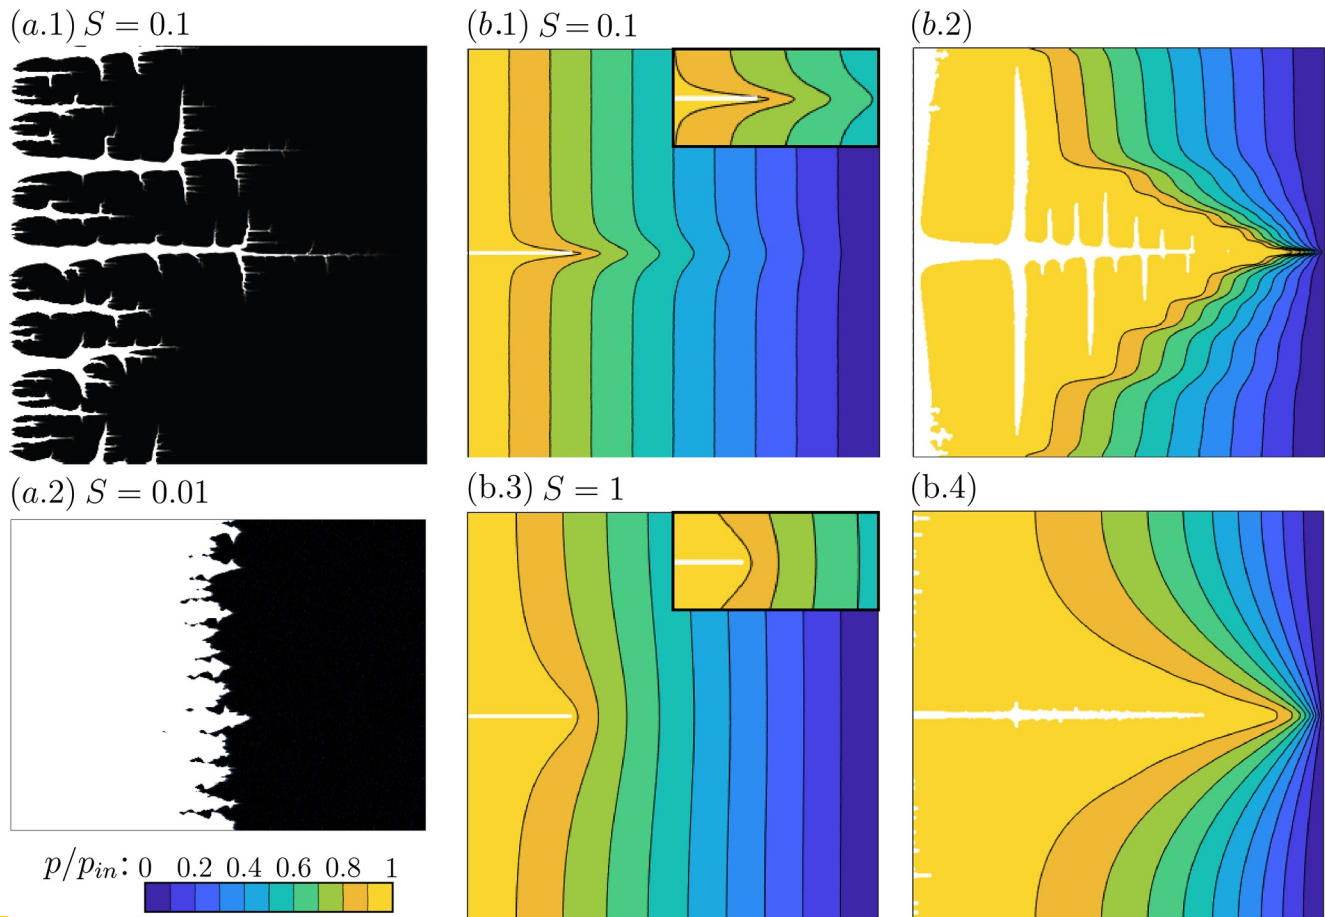 (a.1) S = 0.1
(b.1) S = 0.1
(b.2)
(a.2) S = 0.01
(b.3) S = 1
(b.4)
p/p_in: 0 0.2 0.4 0.6 0.8 1